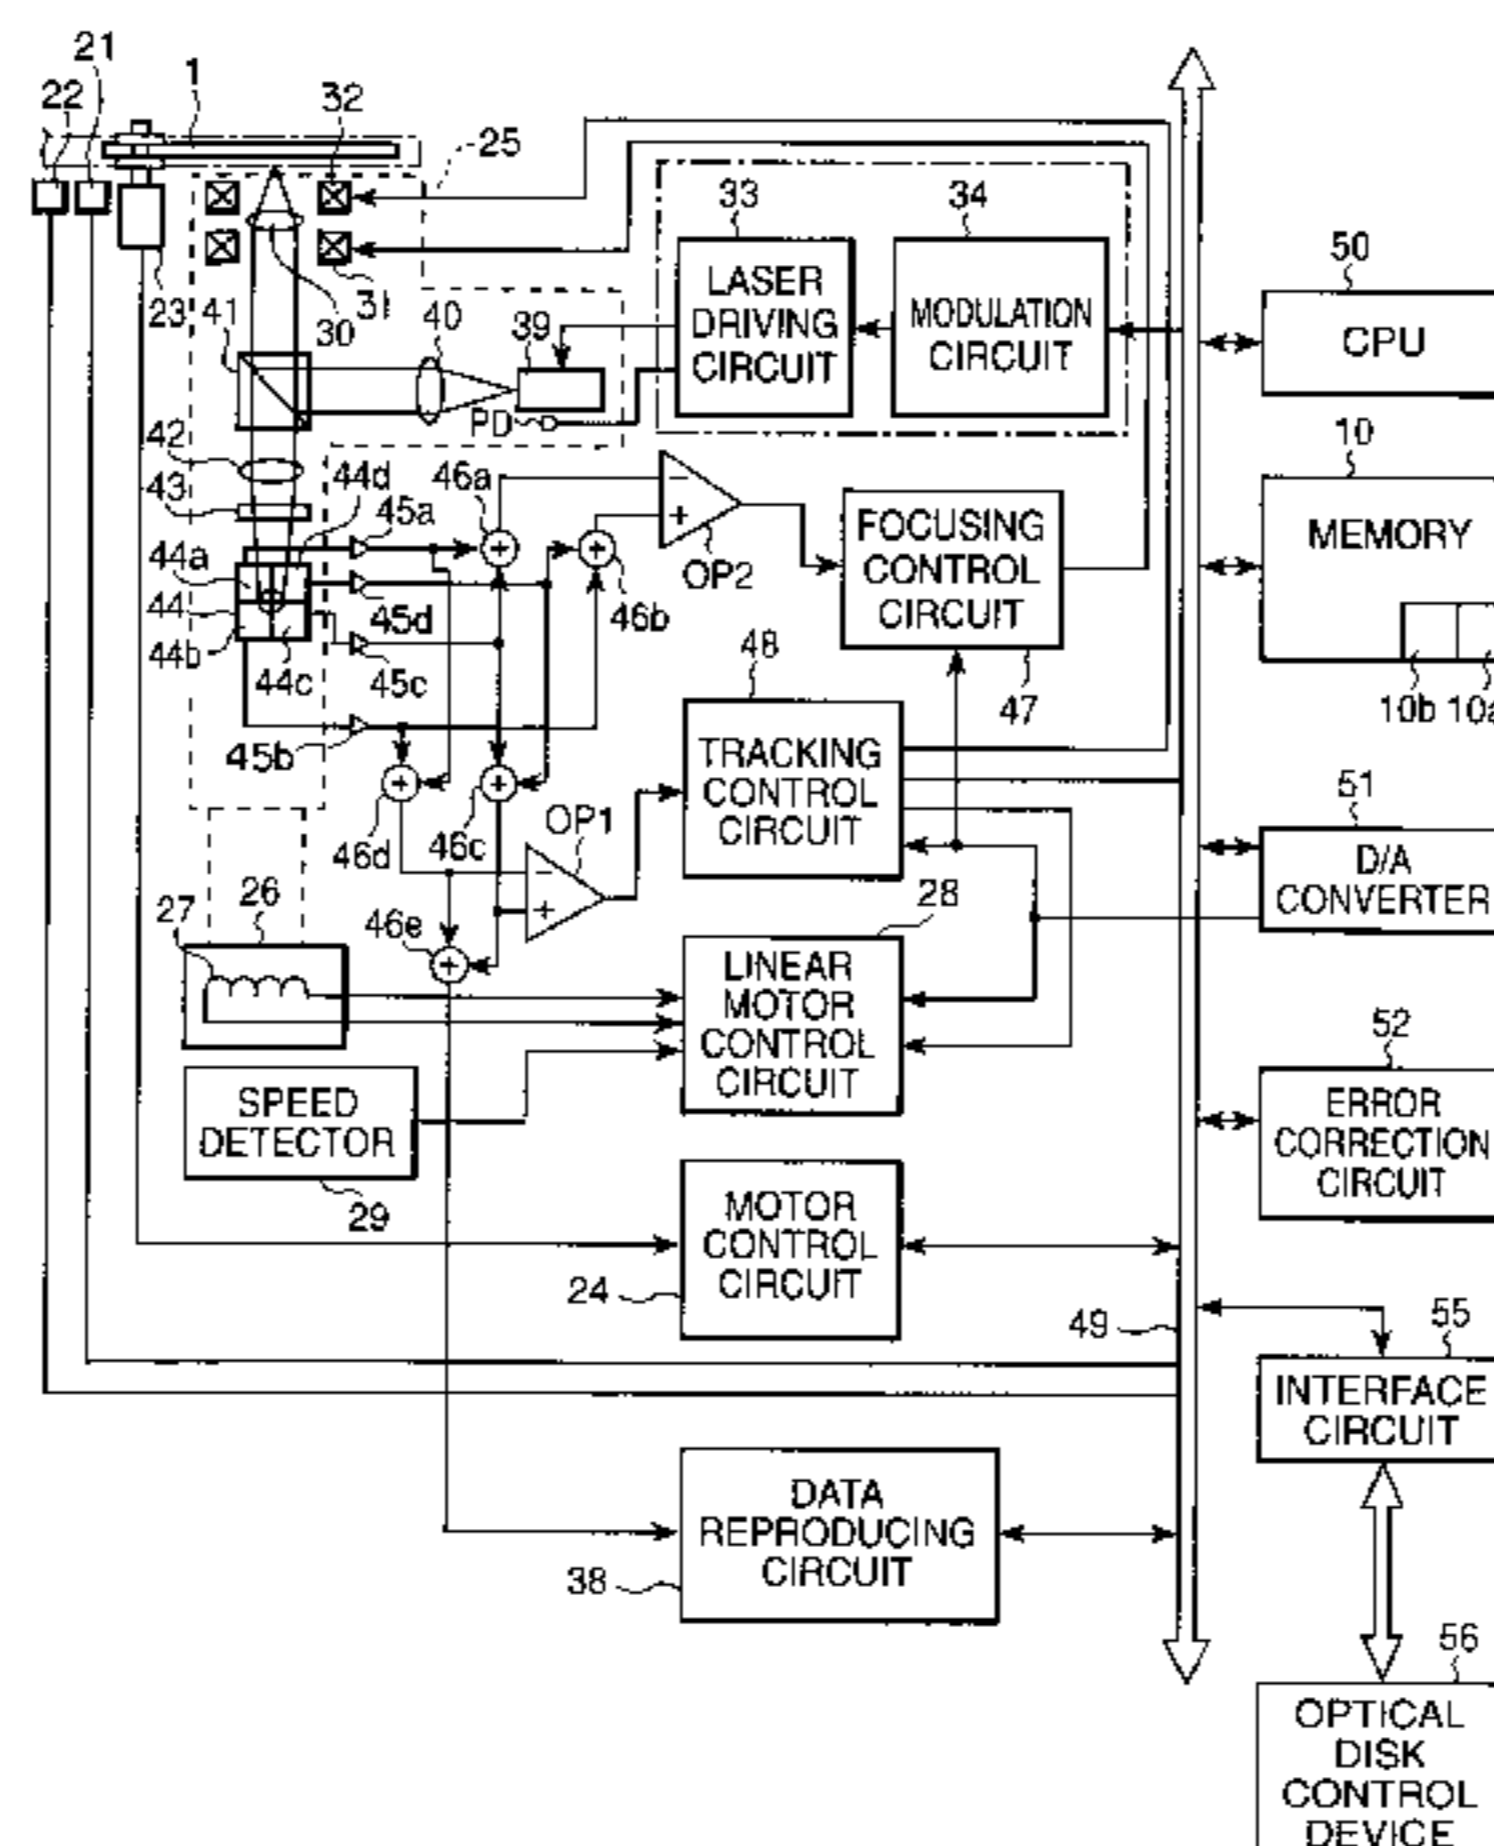 21
22
1
32
25
33
34
50
LASER
DRIVING
CIRCUIT
MODULATION
CIRCUIT
CPU
23
41
30
31
40
39
PD
10
42
43
44d
46a
45a
44a
44
44b
44c
45d
45c
46b
OP2
FOCUSING
CONTROL
CIRCUIT
MEMORY
48
47
10b
45b
TRACKING
CONTROL
CIRCUIT
51
46d
46c
OP1
D/A
CONVERTER
27
26
46e
28
LINEAR
MOTOR
CONTROL
CIRCUIT
52
SPEED
DETECTOR
29
ERROR
CORRECTION
CIRCUIT
MOTOR
CONTROL
CIRCUIT
24
49
55
INTERFACE
CIRCUIT
DATA
REPRODUCING
CIRCUIT
38
56
OPTICAL
DISK
CONTROL
DEVICE